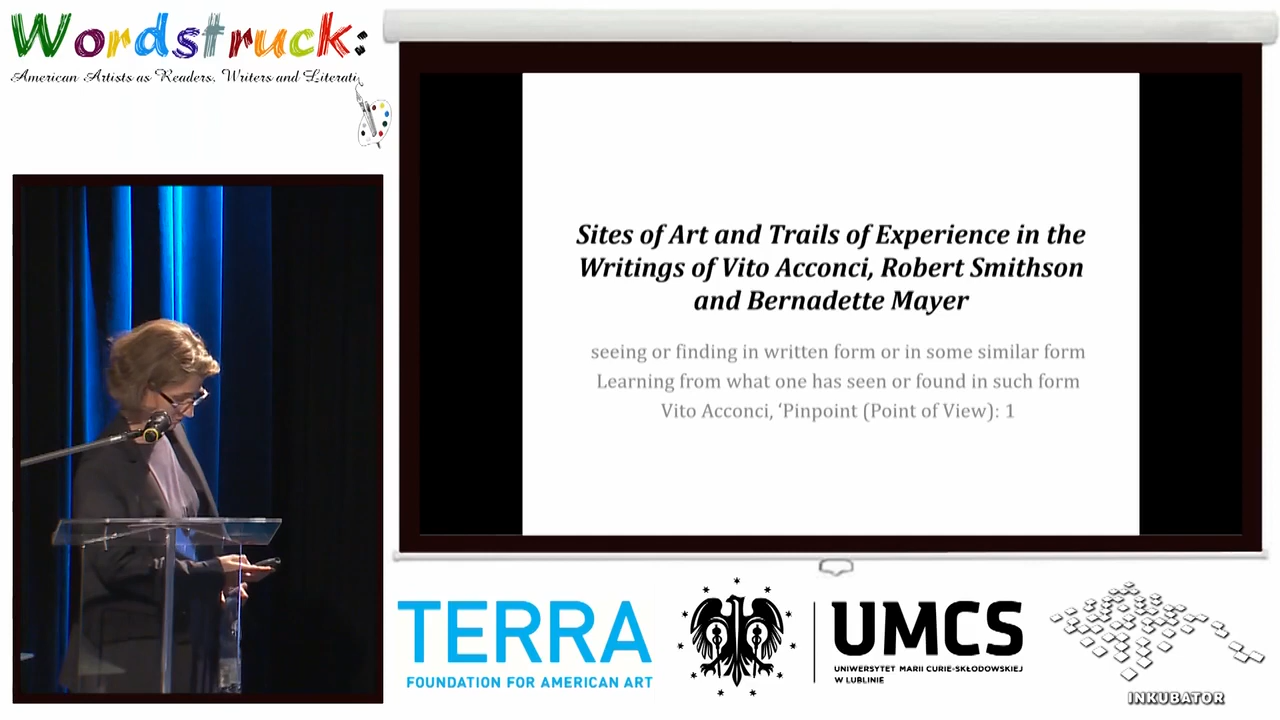 Wordstruck:
American Artists as Readers, Writers and Literati
Sites of Art and Trails of Experience in the
Writings of Vito Acconci, Robert Smithson
and Bernadette Mayer
seeing or finding in written form or in some similar form
Learning from what one has seen or found in such form
Vito Acconci, ‘Pinpoint (Point of View): 1
TERRA
FOUNDATION FOR AMERICAN ART
UMCS
UNIWERSYTET MARII CURIE-SKŁODOWSKIEJ
W LUBLINIE
INKUBATOR